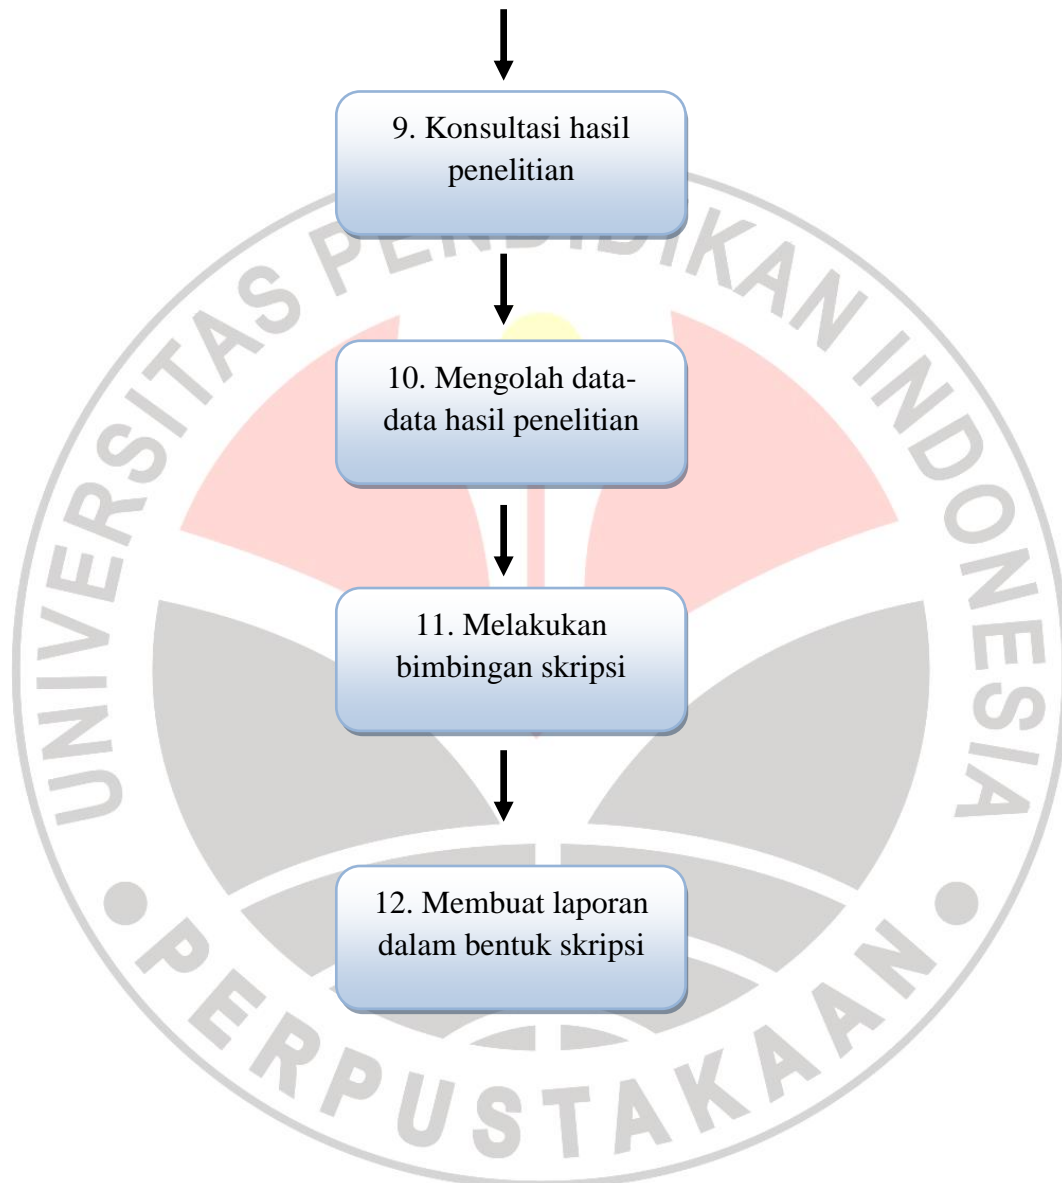 9. Konsultasi hasil
penelitian
UNIVERSITAS PENDIDIKAN INDONESIA
10. Mengolah data-
data hasil penelitian
11. Melakukan
bimbingan skripsi
12. Membuat laporan
dalam bentuk skripsi
PERPUSTAKAAN